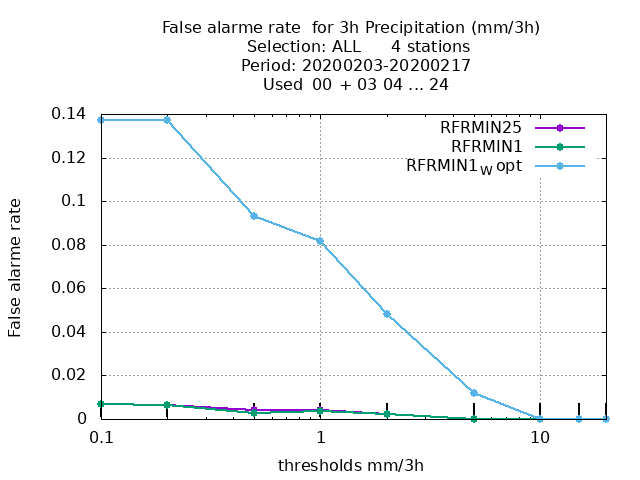 False alarme rate  for 3h Precipitation (mm/3h)
Selection: ALL      4 stations
Period: 20200203-20200217
Used  00  + 03 04 ... 24
RFRMIN25
RFRMIN1
RFRMIN1W opt
0.14
0.12
0.1
0.08
0.06
0.04
0.02
0
False alarme rate
0.1 1 10
thresholds mm/3h